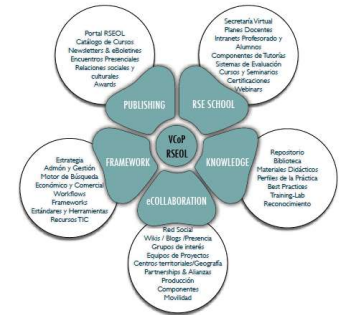 Portal RSEOL
Catálogo de Cursos
Newsletters & eBoletines
Encuentros Presenciales
Relaciones sociales y
culturales
Awards
Secretaría Virtual
Planes Docentes
Intranets Profesorado y
Alumnos
Componentes de Tutorías
Sistemas de Evaluación
Cursos y Seminarios
Certificaciones
Webinars
PUBLISHING
RSE SCHOOL
VCoP
RSEOL
FRAMEWORK
KNOWLEDGE
eCOLLABORATION
Estrategia
Admón y Gestión
Motor de Búsqueda
Económico y Comercial
Workflows
Frameworks
Estándares y Herramientas
Recursos TIC
Repositorio
Biblioteca
Materiales Didácticos
Perfiles de la Práctica
Best Practices
Training-Lab
Reconocimiento
Red Social
Wikis / Blogs /Presencia
Grupos de interés
Equipos de Proyectos
Centros territoriales/Geografía
Partnerships & Alianzas
Producción
Componentes
Movilidad